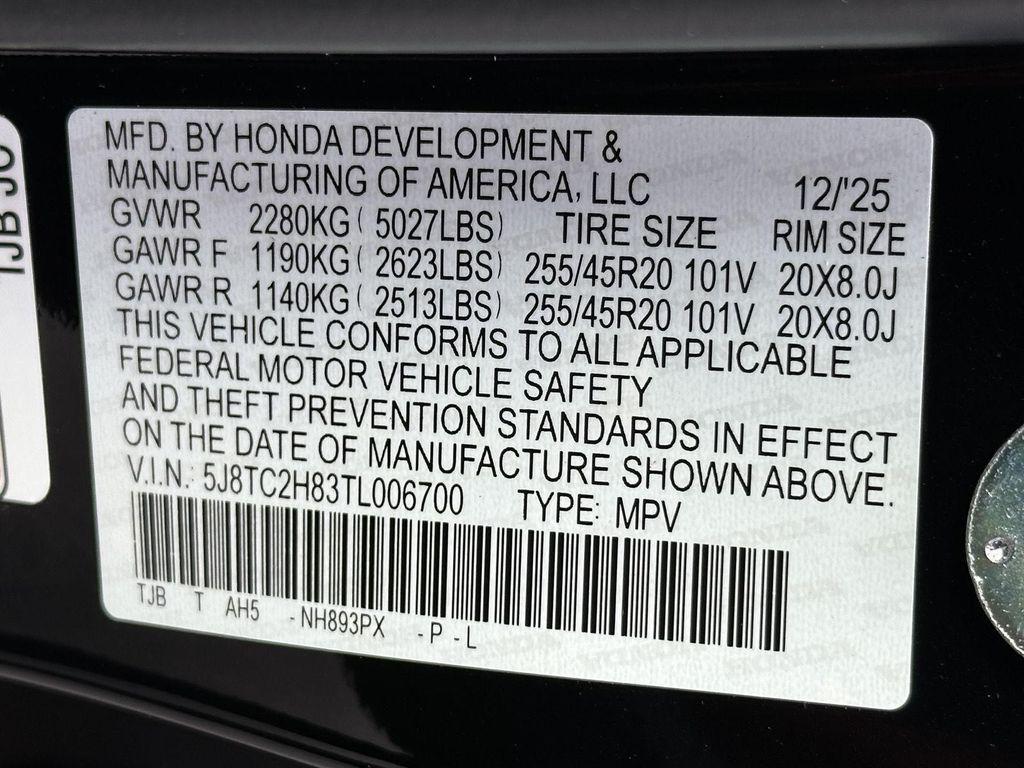 MFD. BY HONDA DEVELOPMENT &
MANUFACTURING OF AMERICA, LLC 12/'25
GVWR 2280KG ( 5027LBS) TIRE SIZE RIM SIZE
GAWR F 1190KG ( 2623LBS) 255/45R20 101V 20X8.0J
GAWR R 1140KG ( 2513LBS) 255/45R20 101V 20X8.0J
THIS VEHICLE CONFORMS TO ALL APPLICABLE
FEDERAL MOTOR VEHICLE SAFETY
AND THEFT PREVENTION STANDARDS IN EFFECT
ON THE DATE OF MANUFACTURE SHOWN ABOVE.
V.I.N.: 5J8TC2H83TL006700 TYPE: MPV
TJB T AH5 -NH893PX -P -L